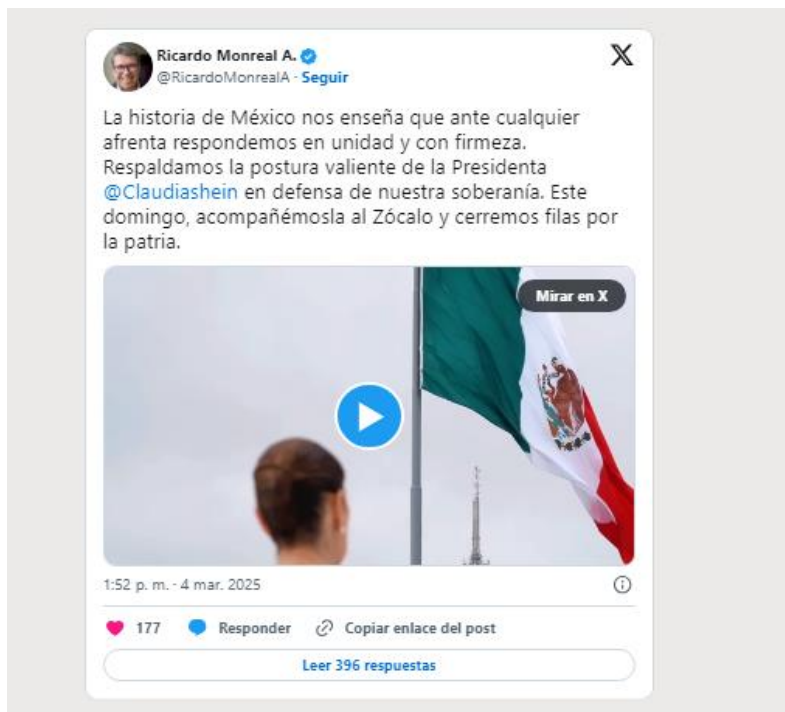 Ricardo Monreal A.
@RicardoMonrealA · Seguir
La historia de México nos enseña que ante cualquier
afrenta respondemos en unidad y con firmeza.
Respaldamos la postura valiente de la Presidenta
@Claudiashein en defensa de nuestra soberanía. Este
domingo, acompañémosla al Zócalo y cerremos filas por
la patria.
Mirar en X
1:52 p. m. · 4 mar. 2025
177 Responder Copiar enlace del post
Leer 396 respuestas